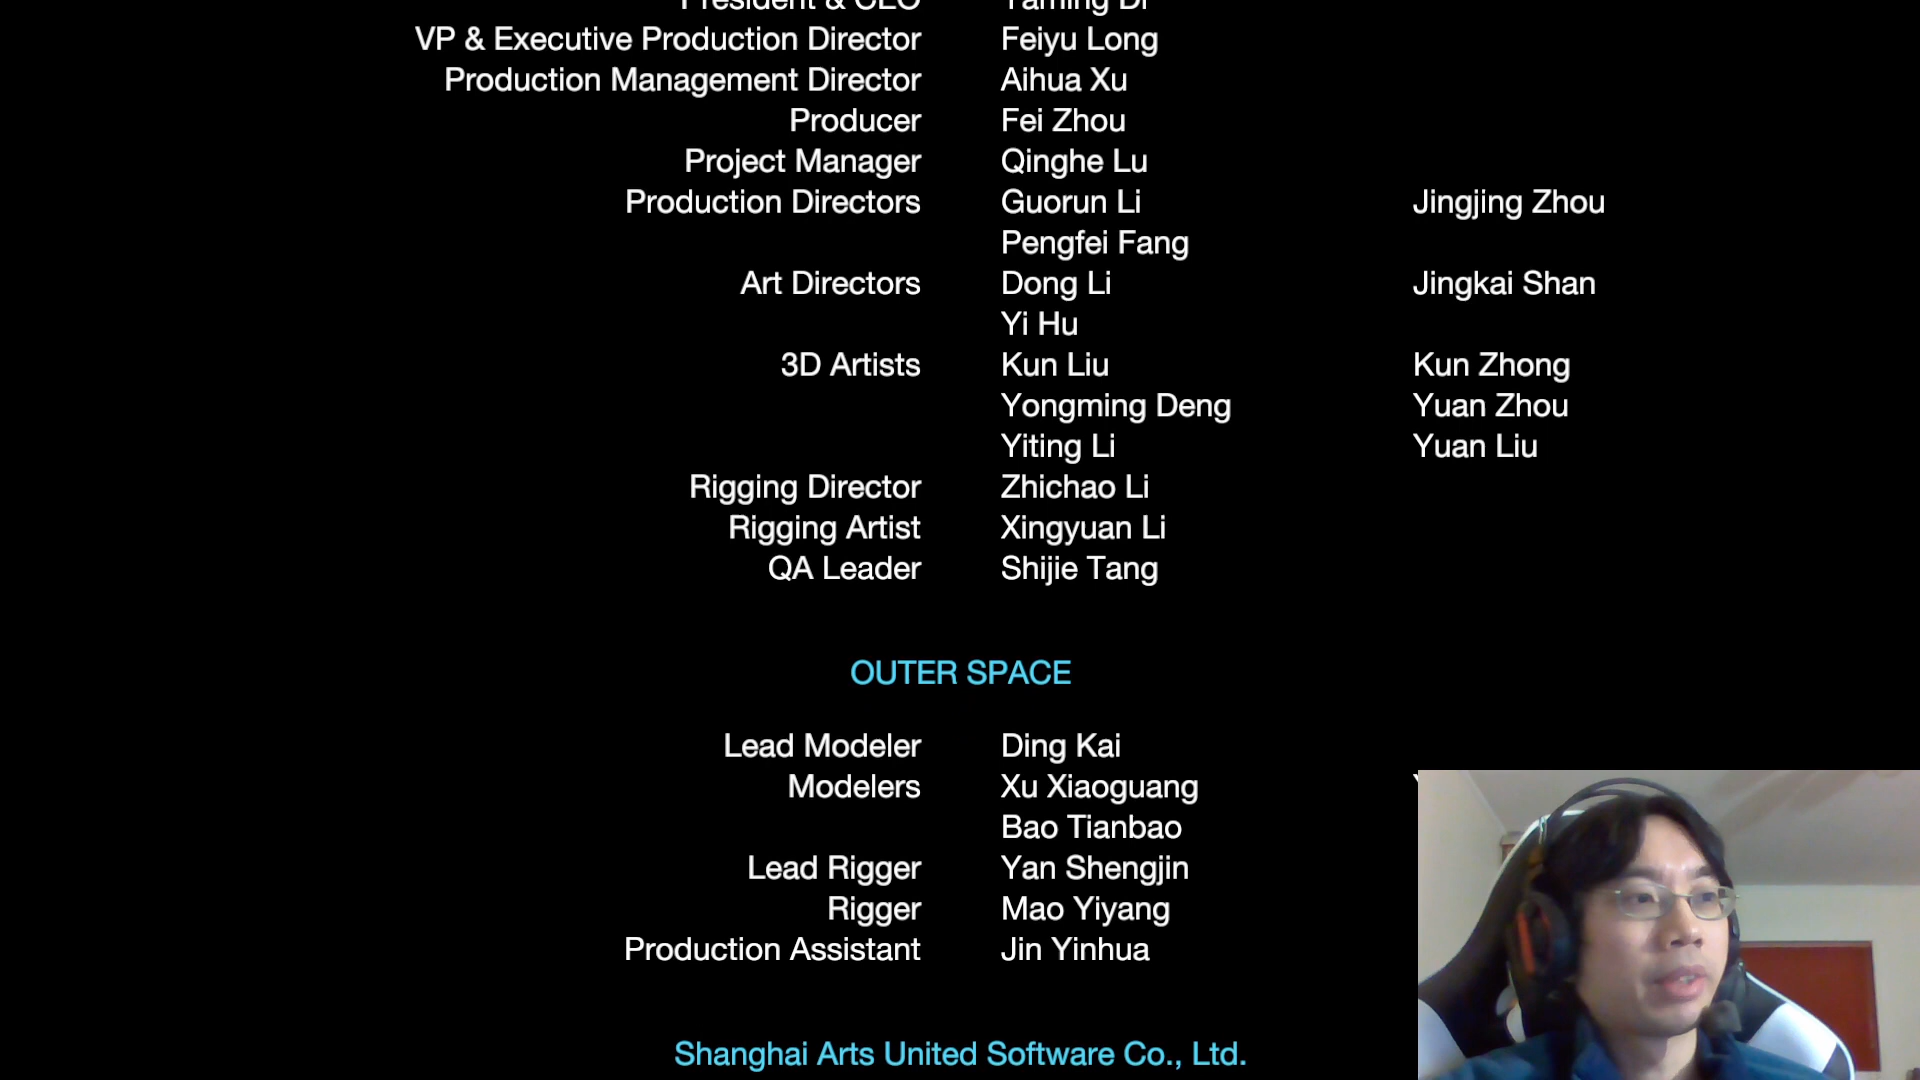 President & CEO Yaming Di
VP & Executive Production Director Feiyu Long
Production Management Director Aihua Xu
Producer Fei Zhou
Project Manager Qinghe Lu
Production Directors Guorun Li Jingjing Zhou
Pengfei Fang
Art Directors Dong Li Jingkai Shan
Yi Hu
3D Artists Kun Liu Kun Zhong
Yongming Deng Yuan Zhou
Yiting Li Yuan Liu
Rigging Director Zhichao Li
Rigging Artist Xingyuan Li
QA Leader Shijie Tang
OUTER SPACE
Lead Modeler Ding Kai
Modelers Xu Xiaoguang
Bao Tianbao
Lead Rigger Yan Shengjin
Rigger Mao Yiyang
Production Assistant Jin Yinhua
Shanghai Arts United Software Co., Ltd.